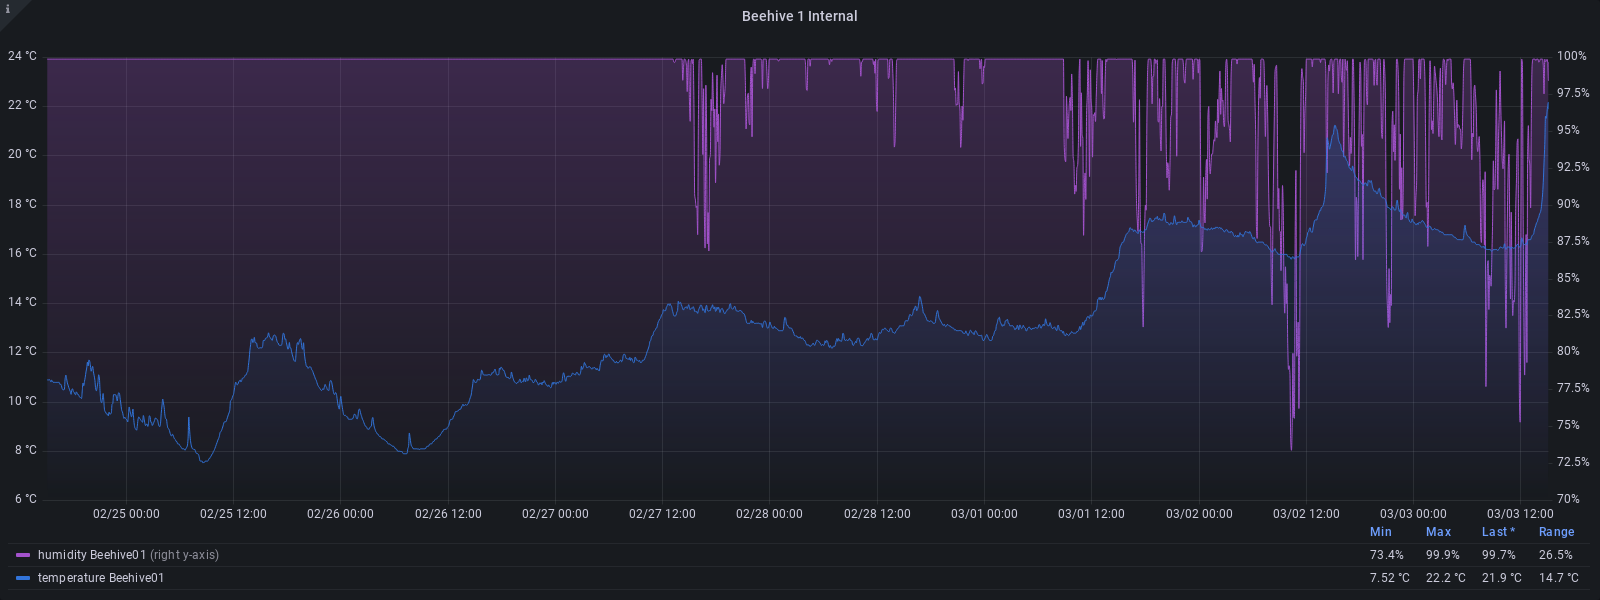 i
Beehive 1 Internal
24 °C
22 °C
20 °C
18 °C
16 °C
14 °C
12 °C
10 °C
8 °C
6 °C
100%
97.5%
95%
92.5%
90%
87.5%
85%
82.5%
80%
77.5%
75%
72.5%
70%
02/25 00:00 02/25 12:00 02/26 00:00 02/26 12:00 02/27 00:00 02/27 12:00 02/28 00:00 02/28 12:00 03/01 00:00 03/01 12:00 03/02 00:00 03/02 12:00 03/03 00:00 03/03 12:00
Min Max Last * Range
humidity Beehive01 (right y-axis) 73.4% 99.9% 99.7% 26.5%
temperature Beehive01 7.52 °C 22.2 °C 21.9 °C 14.7 °C